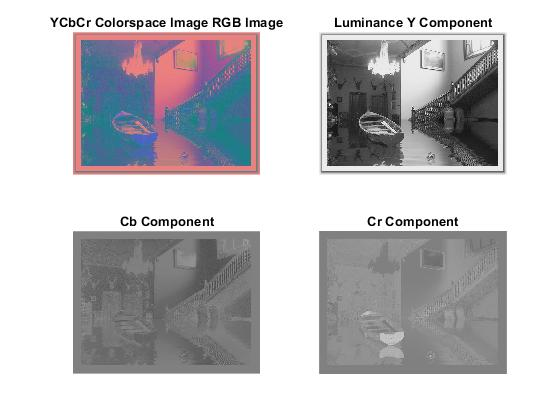 YCbCr Colorspace Image RGB Image
Luminance Y Component
Cb Component
Cr Component